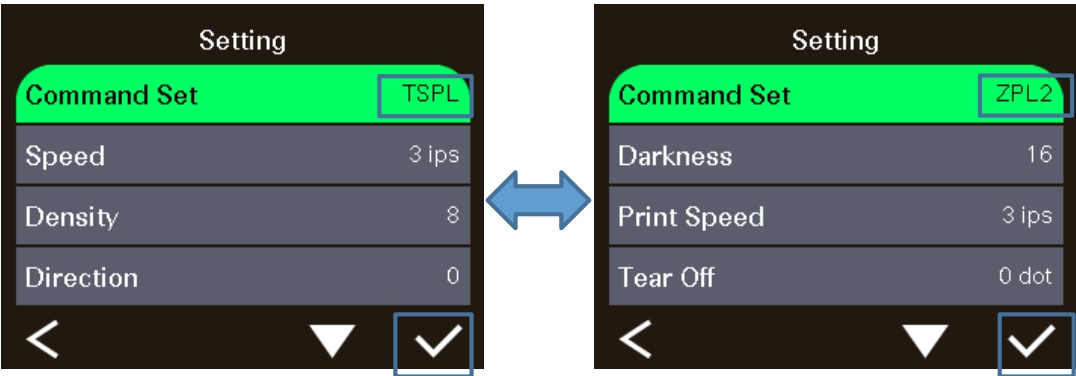 Setting
Command Set TSPL
Speed 3 ips
Density 8
Direction 0
Setting
Command Set ZPL2
Darkness 16
Print Speed 3 ips
Tear Off 0 dot